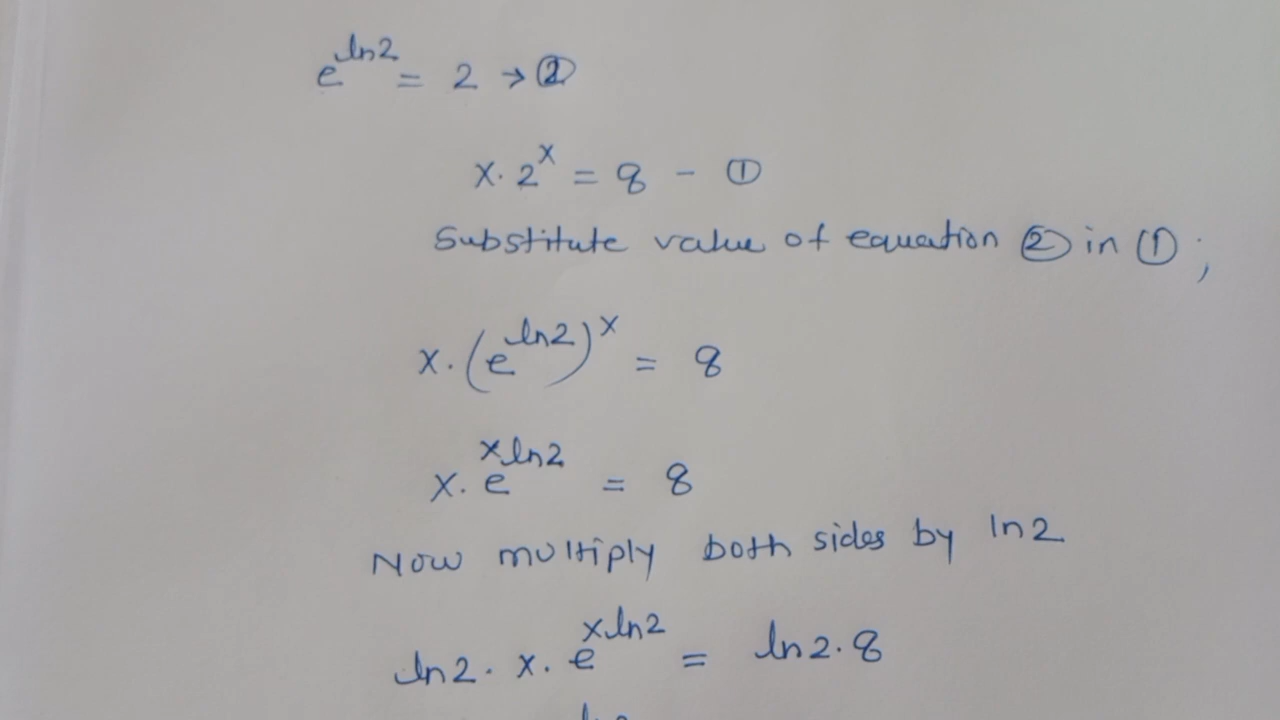 e^ln2 = 2 → ②
x·2^x = 8 - ①
Substitute value of equation ② in ① ;
x·(e^ln2)^x = 8
x·e^xln2 = 8
Now multiply both sides by ln2
ln2·x·e^xln2 = ln2·8